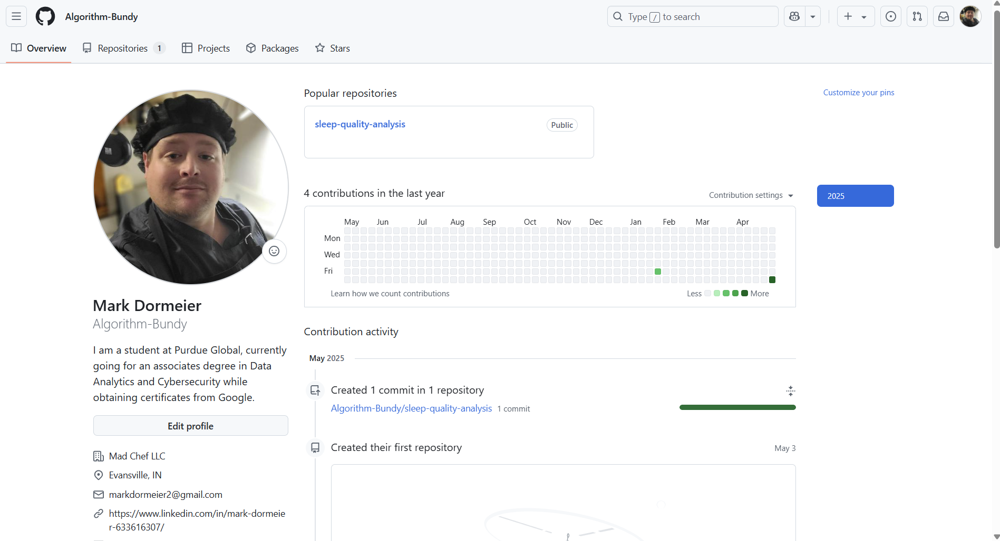 Algorithm-Bundy
Type / to search
Overview
Repositories 1
Projects
Packages
Stars
Mark Dormeier
Algorithm-Bundy
I am a student at Purdue Global, currently
going for an associates degree in Data
Analytics and Cybersecurity while
obtaining certificates from Google.
Edit profile
Mad Chef LLC
Evansville, IN
markdormeier2@gmail.com
https://www.linkedin.com/in/mark-dormeie
r-633616307/
Popular repositories
Customize your pins
sleep-quality-analysis
Public
4 contributions in the last year
Contribution settings
2025
May Jun Jul Aug Sep Oct Nov Dec Jan Feb Mar Apr
Mon
Wed
Fri
Learn how we count contributions
Less More
Contribution activity
May 2025
Created 1 commit in 1 repository
Algorithm-Bundy/sleep-quality-analysis 1 commit
Created their first repository
May 3